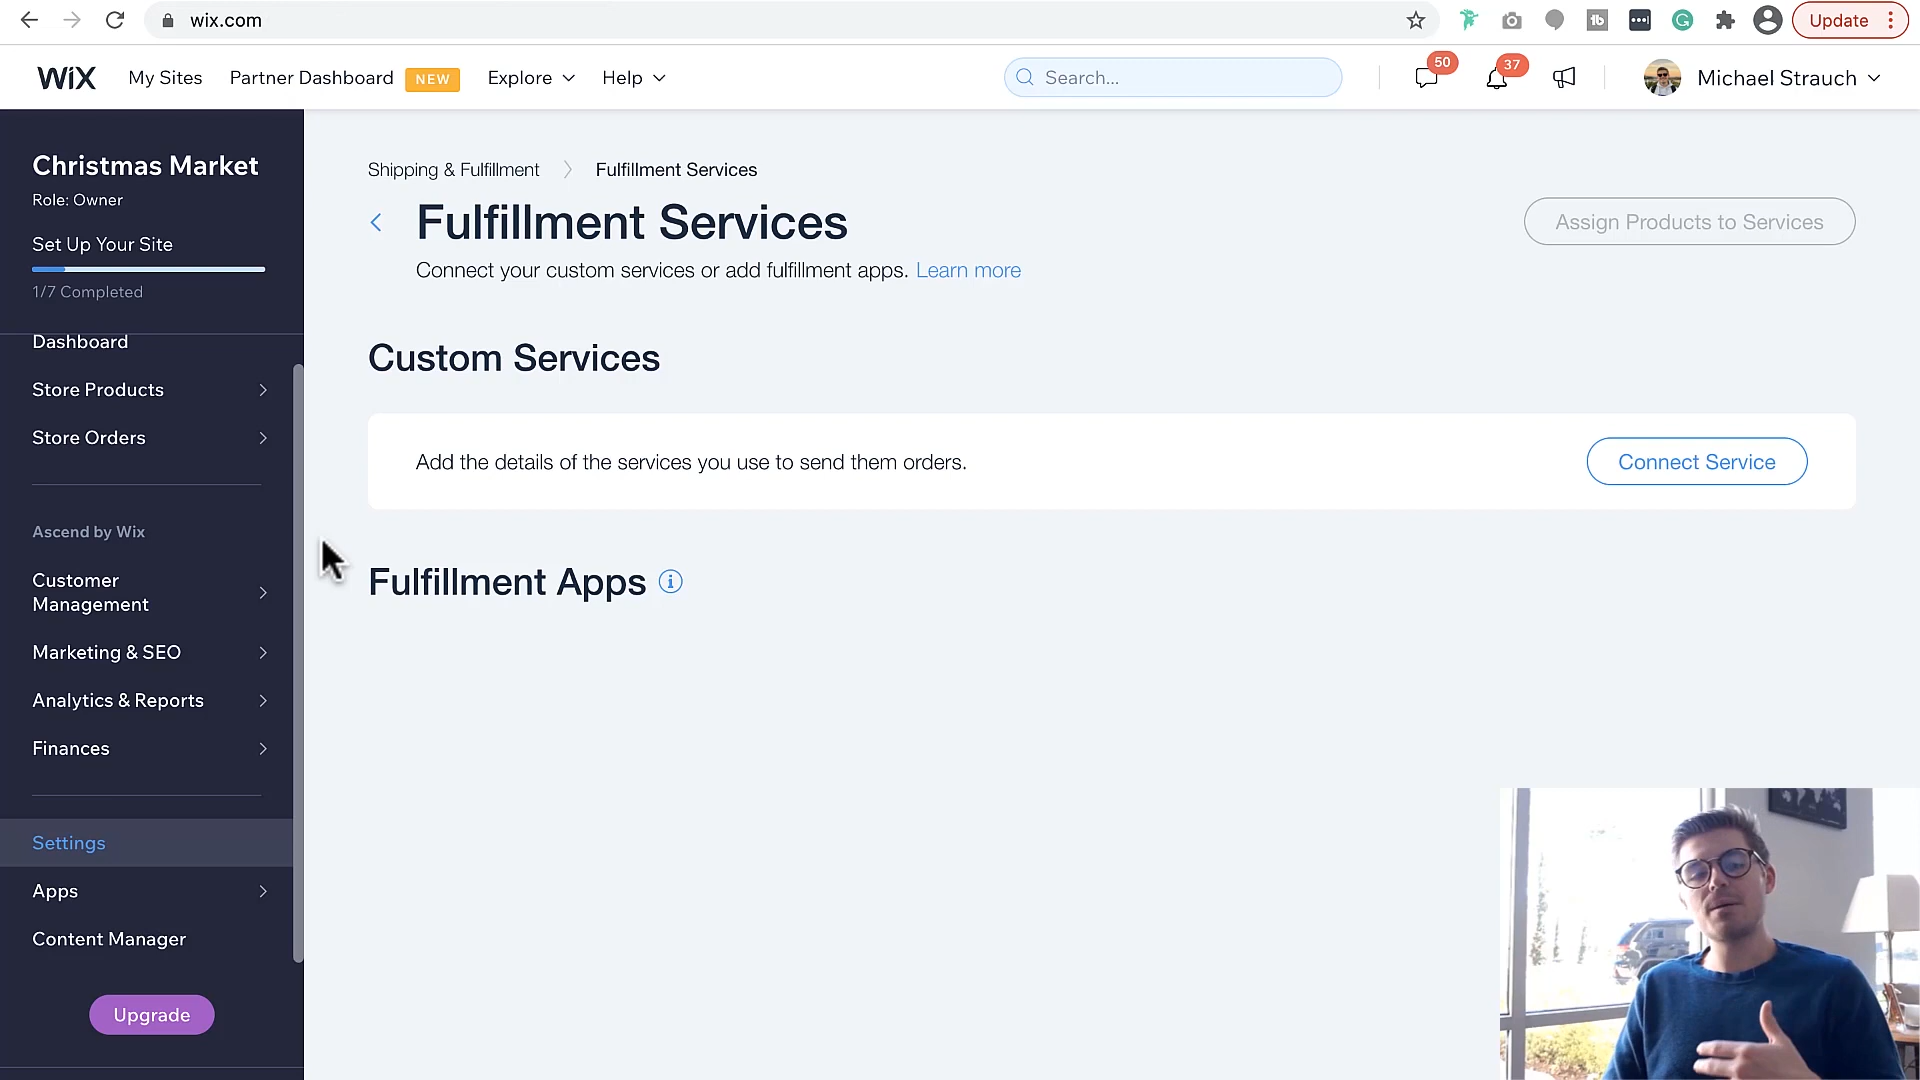 wix.com
Update
WiX
My Sites
Partner Dashboard
NEW
Explore
Help
Search...
50
37
Michael Strauch
Christmas Market
Role: Owner
Set Up Your Site
1/7 Completed
Dashboard
Store Products
Store Orders
Ascend by Wix
Customer
Management
Marketing & SEO
Analytics & Reports
Finances
Settings
Apps
Content Manager
Upgrade
Shipping & Fulfillment
Fulfillment Services
Fulfillment Services
Assign Products to Services
Connect your custom services or add fulfillment apps. Learn more
Custom Services
Add the details of the services you use to send them orders.
Connect Service
Fulfillment Apps